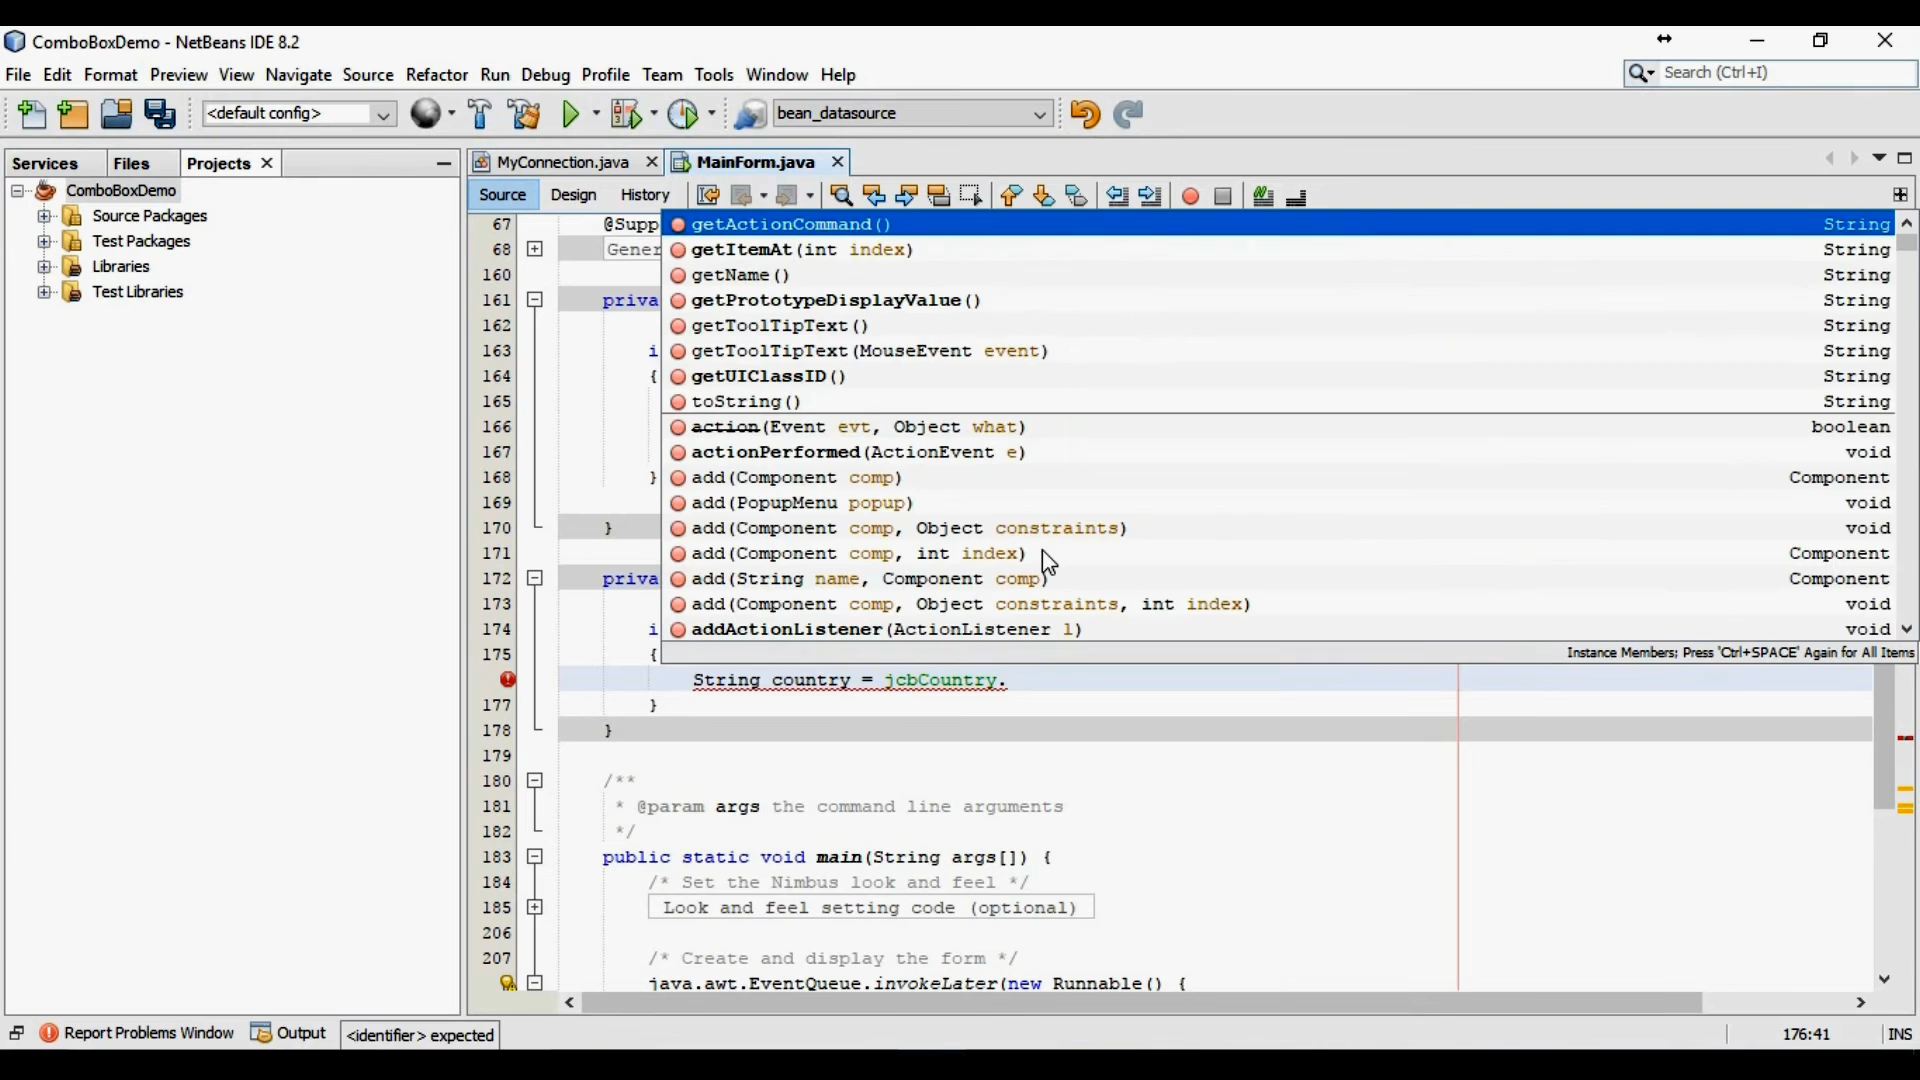 ComboBoxDemo - NetBeans IDE 8.2
File Edit Format Preview View Navigate Source Refactor Run Debug Profile Team Tools Window Help
Search (Ctrl+I)
<default config>
bean_datasource
Services Files Projects
MyConnection.java MainForm.java
Source Design History
ComboBoxDemo
Source Packages
Test Packages
Libraries
Test Libraries
67 @Supp
68 Gener
160
161 priva
162
163 i
164 {
165
166
167
168 }
169
170 }
171
172 priva
173
174 i
175 {
String country = jcbCountry.
177 }
178 }
179
180 /**
181 * @param args the command line arguments
182 */
183 public static void main(String args[]) {
184 /* Set the Nimbus look and feel */
185 Look and feel setting code (optional)
206
207 /* Create and display the form */
java.awt.EventQueue.invokeLater(new Runnable() {
getActionCommand() String
getItemAt(int index) String
getName() String
getPrototypeDisplayValue() String
getToolTipText() String
getToolTipText(MouseEvent event) String
getUIClassID() String
toString() String
action(Event evt, Object what) boolean
actionPerformed(ActionEvent e) void
add(Component comp) Component
add(PopupMenu popup) void
add(Component comp, Object constraints) void
add(Component comp, int index) Component
add(String name, Component comp) Component
add(Component comp, Object constraints, int index) void
addActionListener(ActionListener l) void
Instance Members; Press 'Ctrl+SPACE' Again for All Items
Report Problems Window Output <identifier> expected
176:41 INS